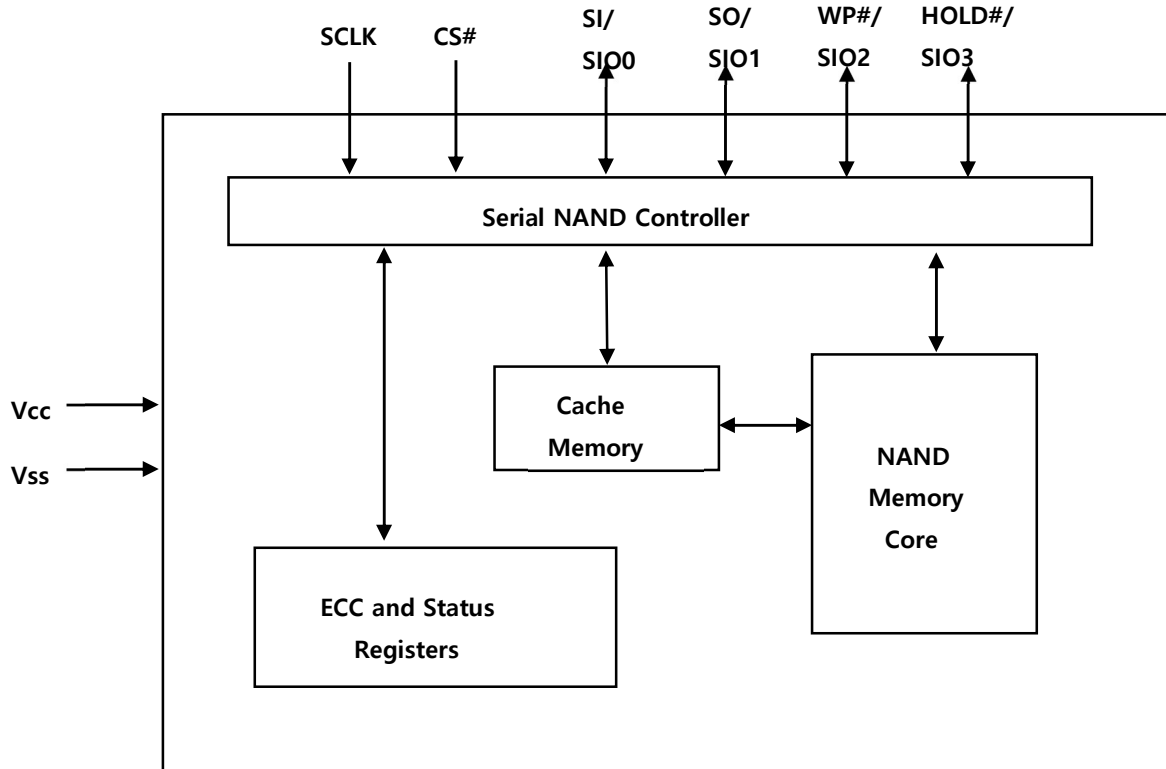 SCLK
CS#
SI/
SIO0
SO/
SIO1
WP#/
SIO2
HOLD#/
SIO3
Serial NAND Controller
Vcc
Vss
Cache
Memory
NAND
Memory
Core
ECC and Status
Registers